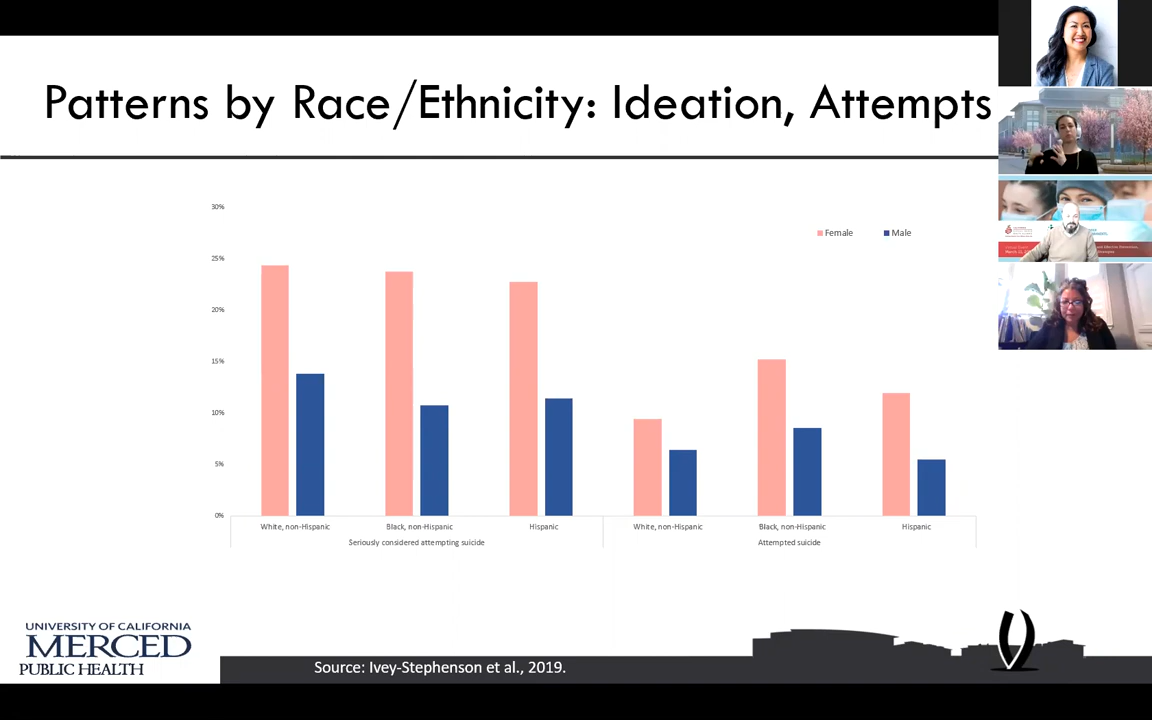 Patterns by Race/Ethnicity: Ideation, Attempts
30%
Female
Male
25%
20%
15%
10%
5%
0%
White, non-Hispanic
Black, non-Hispanic
Hispanic
White, non-Hispanic
Black, non-Hispanic
Hispanic
Seriously considered attempting suicide
Attempted suicide
UNIVERSITY OF CALIFORNIA
MERCED
PUBLIC HEALTH
Source: Ivey-Stephenson et al., 2019.